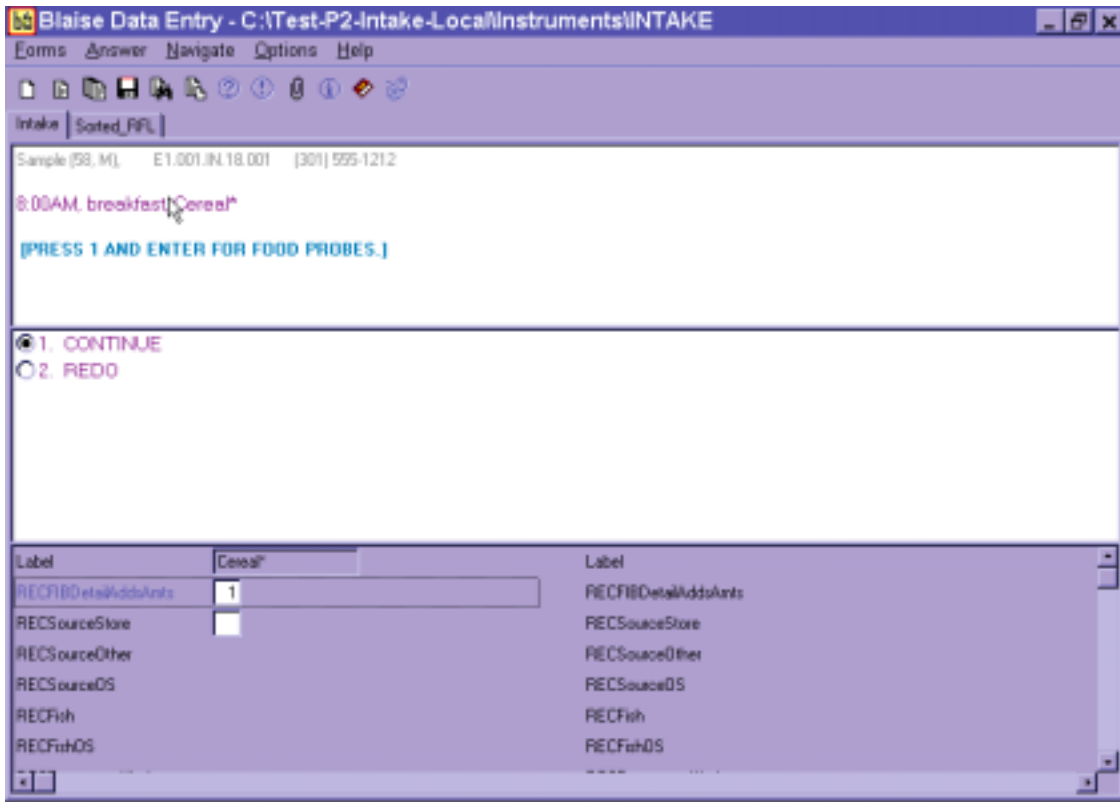 Blaise Data Entry - C:\Test-P2-Intake-Local\Instruments\INTAKE
Forms Answer Navigate Options Help
Intake Sorted_RFL
Sample (58, M), E1.001.IN.18.001 (301) 555-1212
8:00AM, breakfast, Cereal*
[PRESS 1 AND ENTER FOR FOOD PROBES.]
1. CONTINUE
2. REDO
Label Cereal* Label
RECFIBDetailAddsAmts 1 RECFIBDetailAddsAmts
RECSourceStore RECSourceStore
RECSourceOther RECSourceOther
RECSourceOS RECSourceOS
RECFish RECFish
RECFishOS RECFishOS